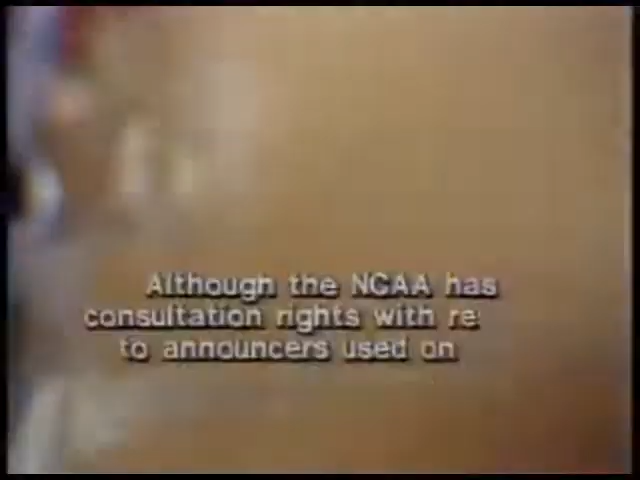 Although the NCAA has
consultation rights with re
to announcers used on